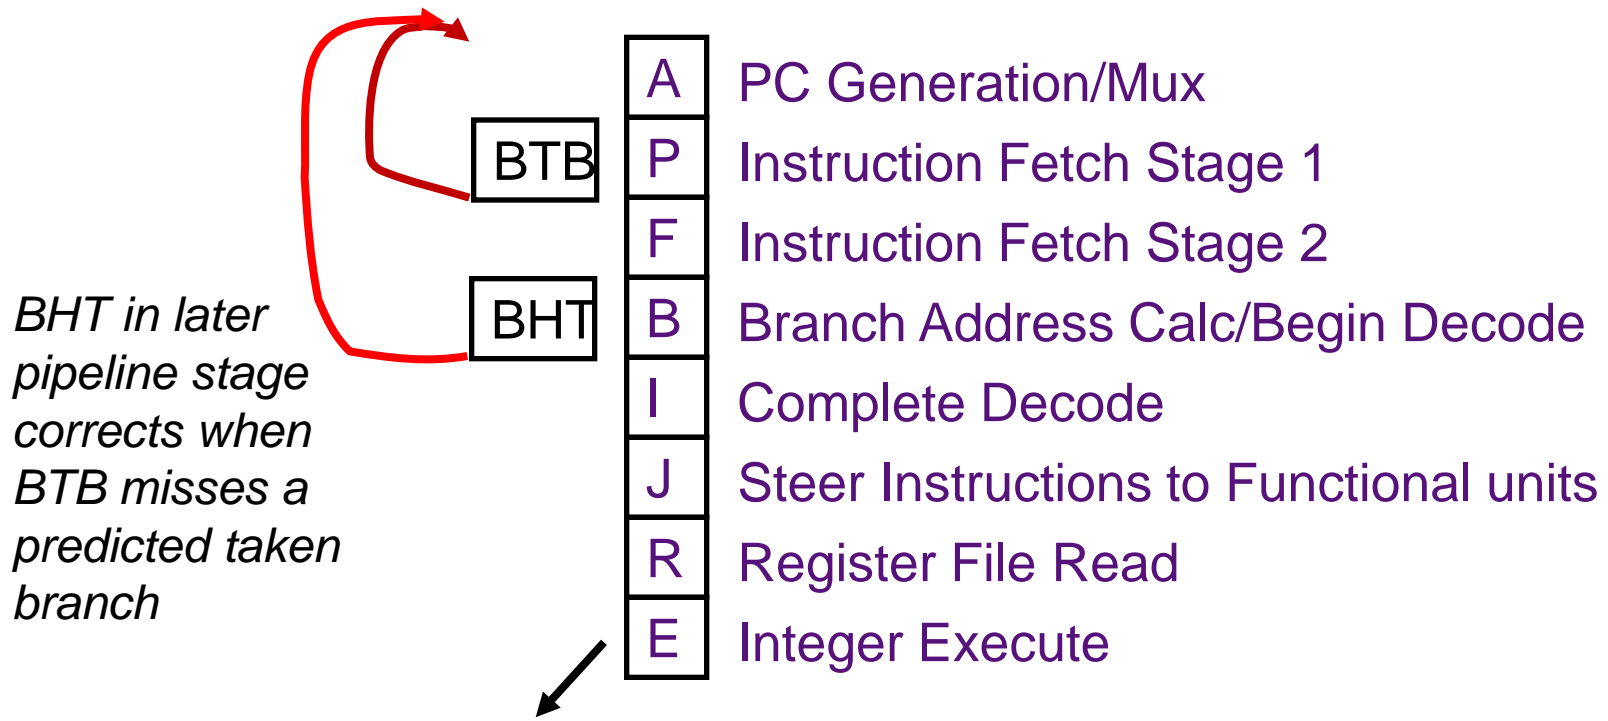 A PC Generation/Mux
BTB P Instruction Fetch Stage 1
F Instruction Fetch Stage 2
BHT B Branch Address Calc/Begin Decode
I Complete Decode
J Steer Instructions to Functional units
R Register File Read
E Integer Execute
BHT in later
pipeline stage
corrects when
BTB misses a
predicted taken
branch